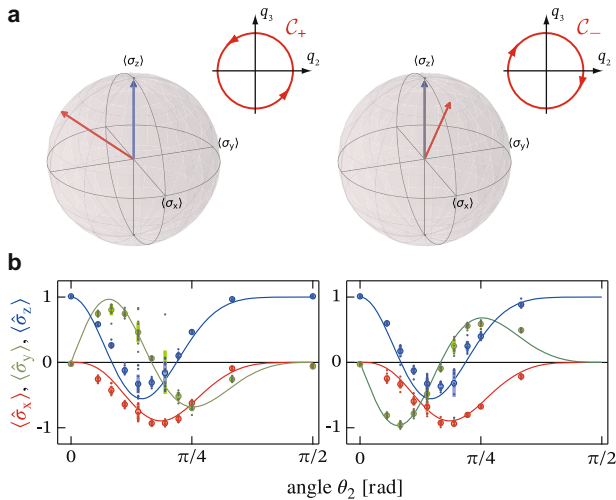 a
q₃
C₊
q₂
q₃
C₋
q₂
⟨σz⟩
⟨σy⟩
⟨σx⟩
⟨σz⟩
⟨σy⟩
⟨σx⟩
b
⟨σ̂x⟩, ⟨σ̂y⟩, ⟨σ̂z⟩
1
0
-1
1
0
-1
0 π/4 π/2
0 π/4 π/2
angle θ₂ [rad]